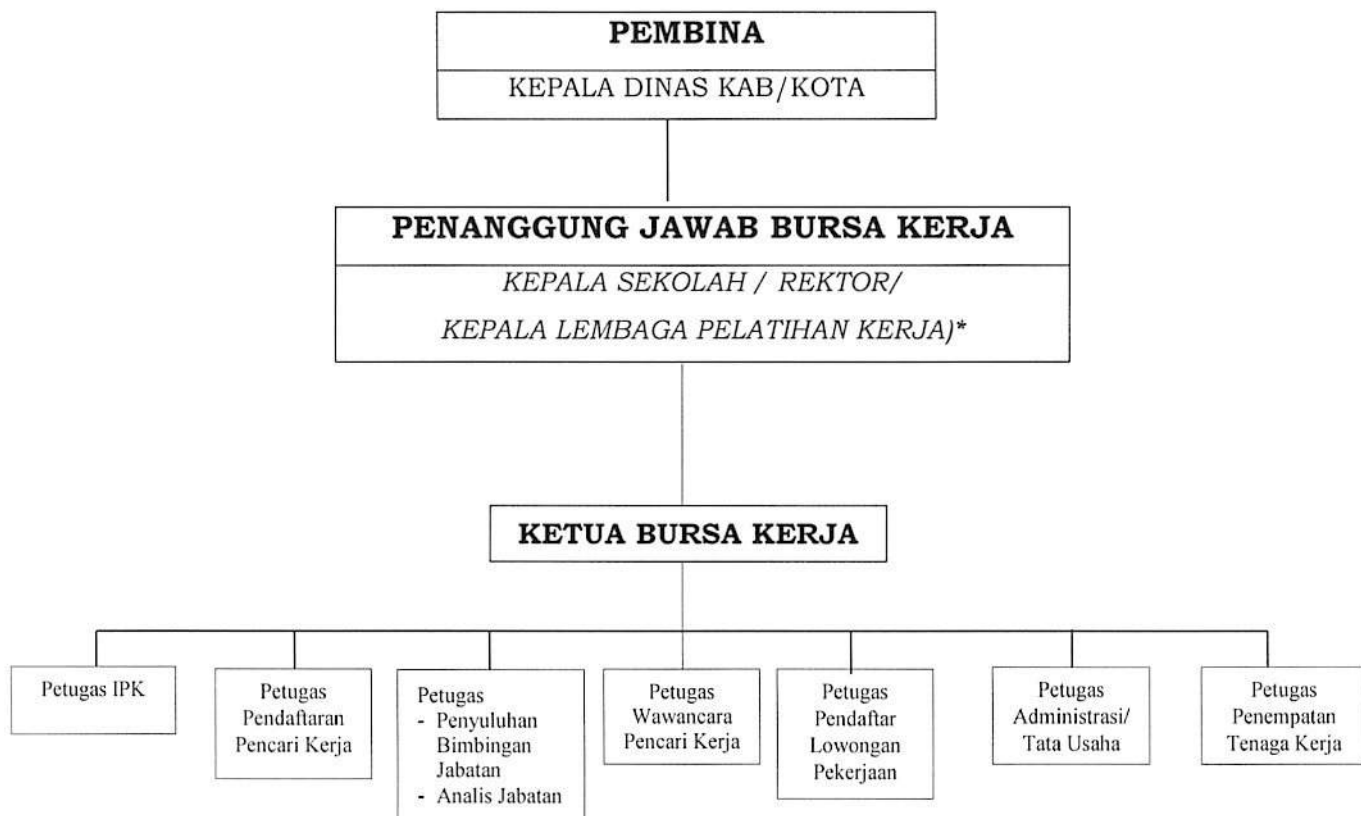 PEMBINA
KEPALA DINAS KAB/KOTA
PENANGGUNG JAWAB BURSA KERJA
KEPALA SEKOLAH / REKTOR/
KEPALA LEMBAGA PELATIHAN KERJA)*
KETUA BURSA KERJA
Petugas IPK
Petugas
Pendaftaran
Pencari Kerja
Petugas
- Penyuluhan
Bimbingan
Jabatan
- Analis Jabatan
Petugas
Wawancara
Pencari Kerja
Petugas
Pendaftar
Lowongan
Pekerjaan
Petugas
Administrasi/
Tata Usaha
Petugas
Penempatan
Tenaga Kerja